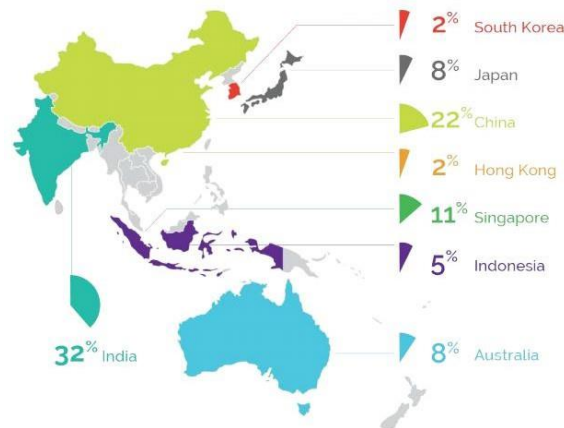 2% South Korea
8% Japan
22% China
2% Hong Kong
11% Singapore
5% Indonesia
32% India
8% Australia